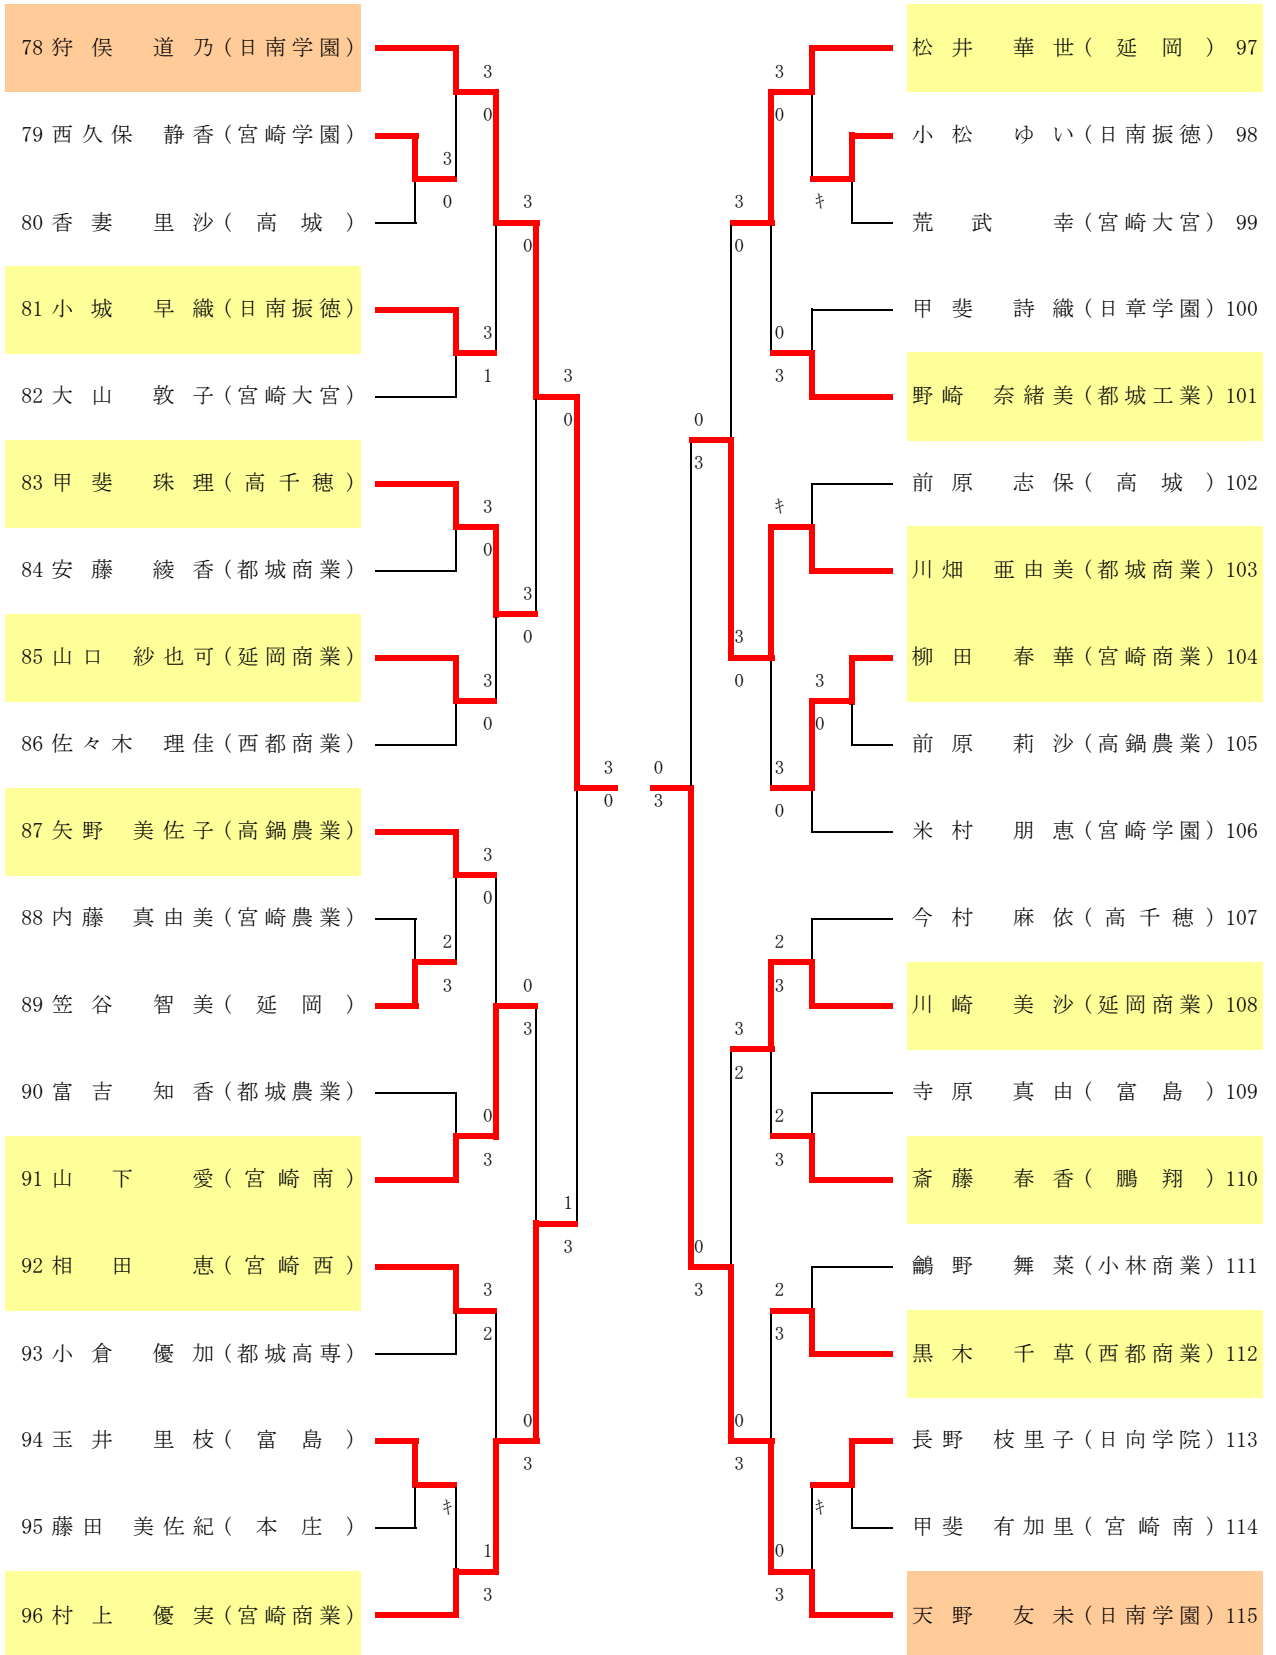 78 狩俣 道乃(日南学園)
79 西久保 静香(宮崎学園)
80 香妻 里沙(高城)
81 小城 早織(日南振徳)
82 大山 敦子(宮崎大宮)
83 甲斐 珠理(高千穂)
84 安藤 綾香(都城商業)
85 山口 紗也可(延岡商業)
86 佐々木 理佳(西都商業)
87 矢野 美佐子(高鍋農業)
88 内藤 真由美(宮崎農業)
89 笠谷 智美(延岡)
90 富吉 知香(都城農業)
91 山下 愛(宮崎南)
92 相田 恵(宮崎西)
93 小倉 優加(都城高専)
94 玉井 里枝(富島)
95 藤田 美佐紀(本庄)
96 村上 優実(宮崎商業)
3
0
3
0
3
1
3
0
3
0
3
0
2
3
0
3
3
2
ｷ
1
3
3
0
3
0
0
3
0
3
3
0
1
3
3
0
0
3
松井 華世(延岡) 97
小松 ゆい(日南振徳) 98
荒武 幸(宮崎大宮) 99
甲斐 詩織(日章学園) 100
野崎 奈緒美(都城工業) 101
前原 志保(高城) 102
川畑 亜由美(都城商業) 103
柳田 春華(宮崎商業) 104
前原 莉沙(高鍋農業) 105
米村 朋恵(宮崎学園) 106
今村 麻依(高千穂) 107
川崎 美沙(延岡商業) 108
寺原 真由(富島) 109
斎藤 春香(鵬翔) 110
鶴野 舞菜(小林商業) 111
黒木 千草(西都商業) 112
長野 枝里子(日向学院) 113
甲斐 有加里(宮崎南) 114
天野 友未(日南学園) 115
3
0
ｷ
0
3
ｷ
3
0
3
0
2
3
2
3
2
3
ｷ
0
3
3
0
3
0
3
2
0
3
0
3
0
3